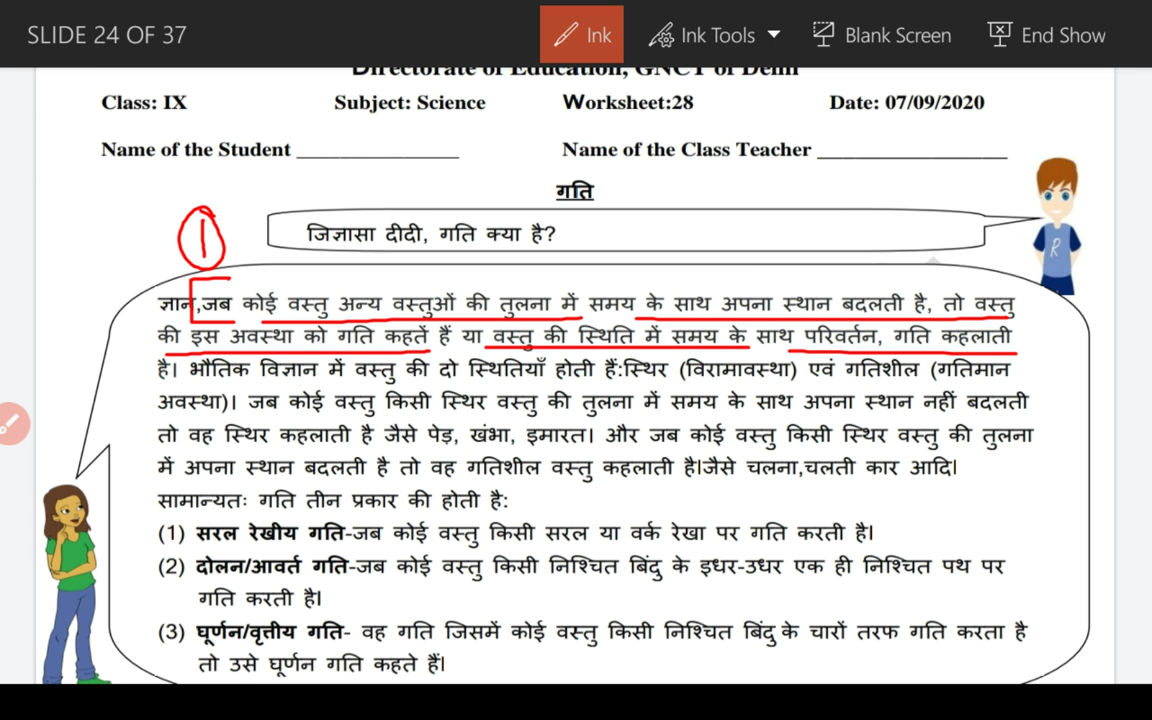 SLIDE 24 OF 37 Ink Ink Tools Blank Screen End Show
Directorate of Education, GNCT of Delhi
Class: IX Subject: Science Worksheet:28 Date: 07/09/2020
Name of the Student ______________ Name of the Class Teacher __________________
गति
1
जिज्ञासा दीदी, गति क्या है?
R
ज्ञान,जब कोई वस्तु अन्य वस्तुओं की तुलना में समय के साथ अपना स्थान बदलती है, तो वस्तु
की इस अवस्था को गति कहतें हैं या वस्तु की स्थिति में समय के साथ परिवर्तन, गति कहलाती
है। भौतिक विज्ञान में वस्तु की दो स्थितियाँ होती हैं:स्थिर (विरामावस्था) एवं गतिशील (गतिमान
अवस्था)। जब कोई वस्तु किसी स्थिर वस्तु की तुलना में समय के साथ अपना स्थान नहीं बदलती
तो वह स्थिर कहलाती है जैसे पेड़, खंभा, इमारत। और जब कोई वस्तु किसी स्थिर वस्तु की तुलना
में अपना स्थान बदलती है तो वह गतिशील वस्तु कहलाती है।जैसे चलना,चलती कार आदि।
सामान्यतः गति तीन प्रकार की होती है:
(1) सरल रेखीय गति-जब कोई वस्तु किसी सरल या वर्क रेखा पर गति करती है।
(2) दोलन/आवर्त गति-जब कोई वस्तु किसी निश्चित बिंदु के इधर-उधर एक ही निश्चित पथ पर
गति करती है।
(3) घूर्णन/वृत्तीय गति- वह गति जिसमें कोई वस्तु किसी निश्चित बिंदु के चारों तरफ गति करता है
तो उसे घूर्णन गति कहते हैं।